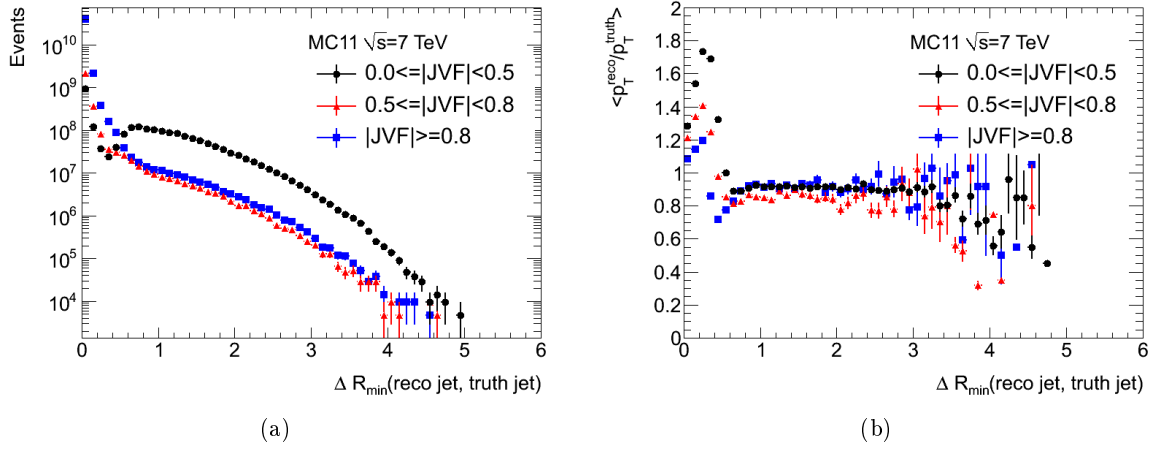 Events
10^10
10^9
10^8
10^7
10^6
10^5
10^4
MC11 √s=7 TeV
0.0<=|JVF|<0.5
0.5<=|JVF|<0.8
|JVF|>=0.8
0 1 2 3 4 5 6
Δ R_min(reco jet, truth jet)
(a)
<p_T^reco/p_T^truth>
2
1.8
1.6
1.4
1.2
1
0.8
0.6
0.4
0.2
0
MC11 √s=7 TeV
0.0<=|JVF|<0.5
0.5<=|JVF|<0.8
|JVF|>=0.8
0 1 2 3 4 5 6
Δ R_min(reco jet, truth jet)
(b)